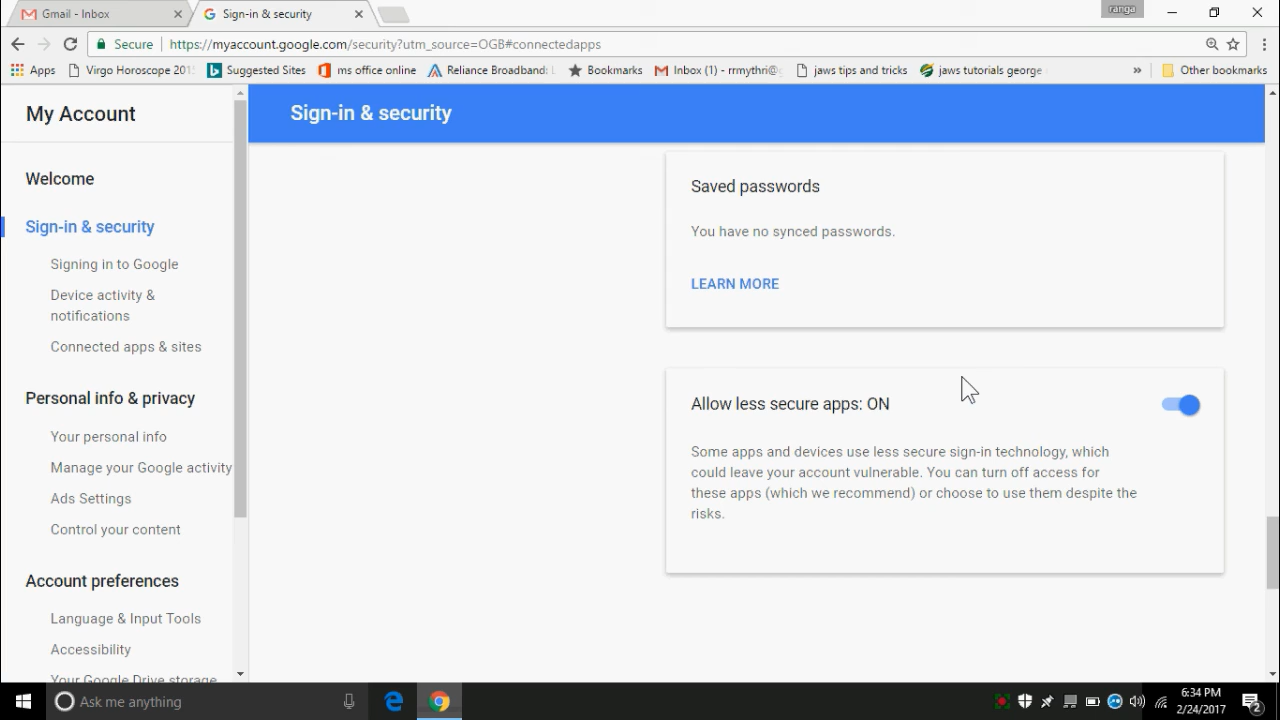 Gmail - Inbox
Sign-in & security
ranga
Secure
https://myaccount.google.com/security?utm_source=OGB#connectedapps
Apps
Virgo Horoscope 201
Suggested Sites
ms office online
Reliance Broadband:
Bookmarks
Inbox (1) - rrmythri@
jaws tips and tricks
jaws tutorials george
»
Other bookmarks
My Account
Sign-in & security
Welcome
Sign-in & security
Signing in to Google
Device activity &
notifications
Connected apps & sites
Personal info & privacy
Your personal info
Manage your Google activity
Ads Settings
Control your content
Account preferences
Language & Input Tools
Accessibility
Your Google Drive storage
Saved passwords
You have no synced passwords.
LEARN MORE
Allow less secure apps: ON
Some apps and devices use less secure sign-in technology, which
could leave your account vulnerable. You can turn off access for
these apps (which we recommend) or choose to use them despite the
risks.
Ask me anything
6:34 PM
2/24/2017
2